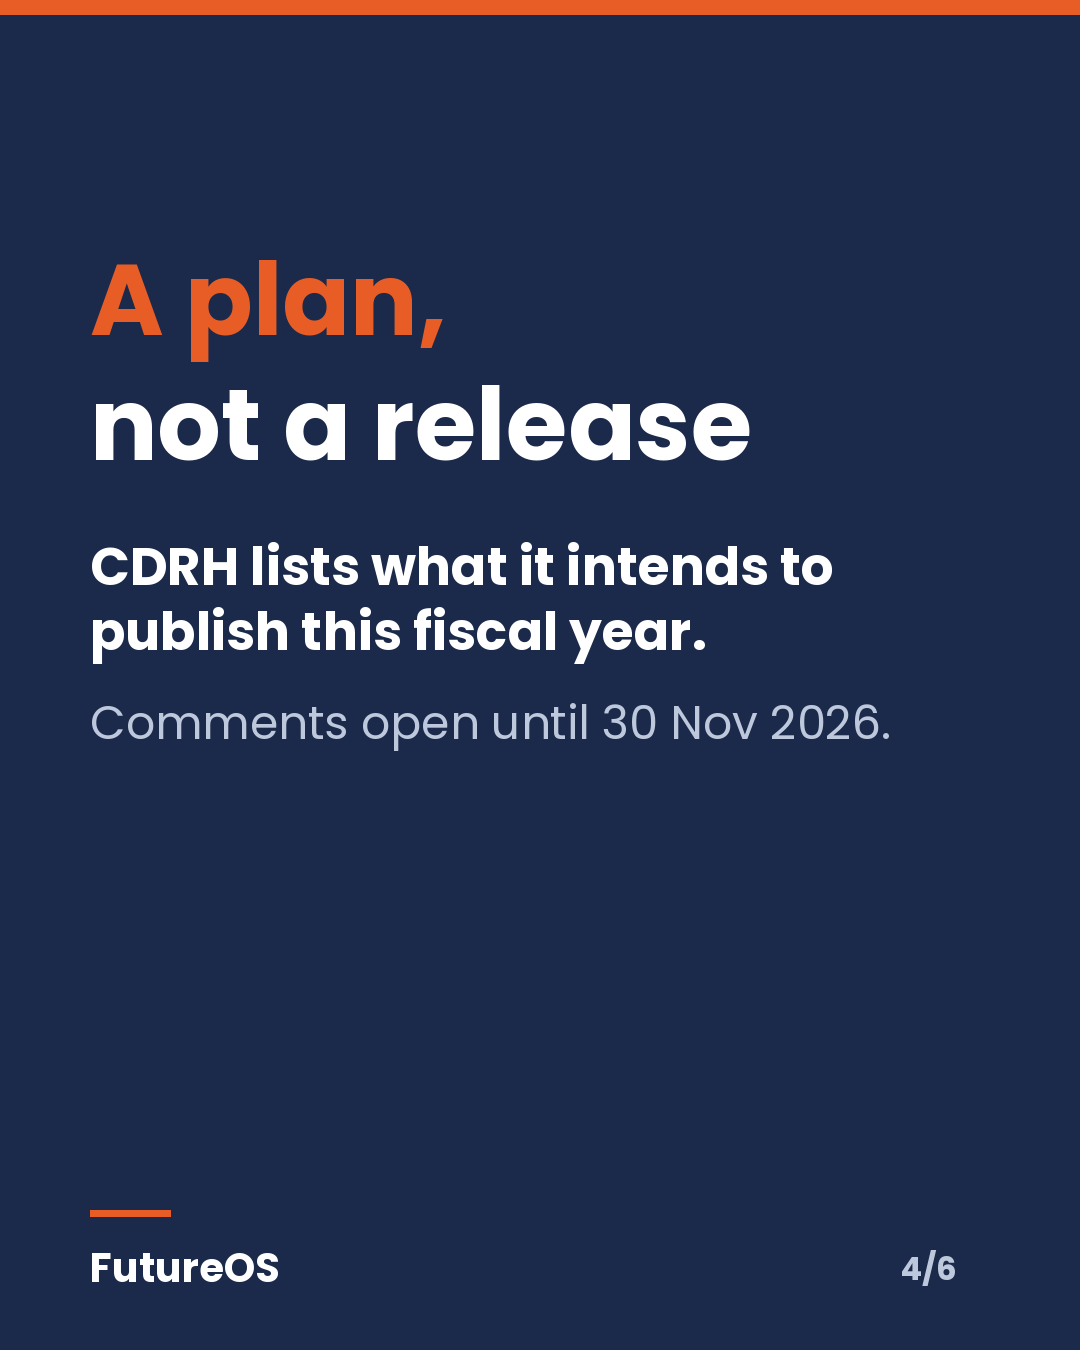 A plan,
not a release
CDRH lists what it intends to
publish this fiscal year.
Comments open until 30 Nov 2026.
FutureOS
4/6